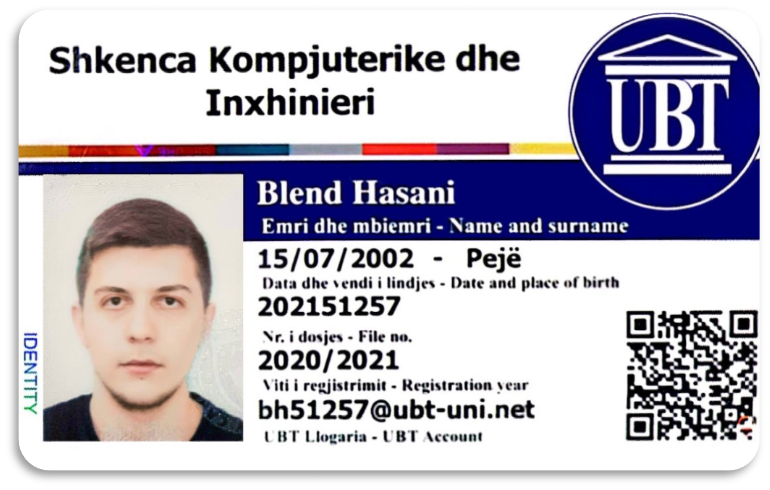 Shkenca Kompjuterike dhe
Inxhinieri
UBT
Blend Hasani
Emri dhe mbiemri - Name and surname
15/07/2002 - Pejë
Data dhe vendi i lindjes - Date and place of birth
202151257
Nr. i dosjes - File no.
2020/2021
Viti i regjistrimit - Registration year
bh51257@ubt-uni.net
UBT Llogaria - UBT Account
IDENTITY